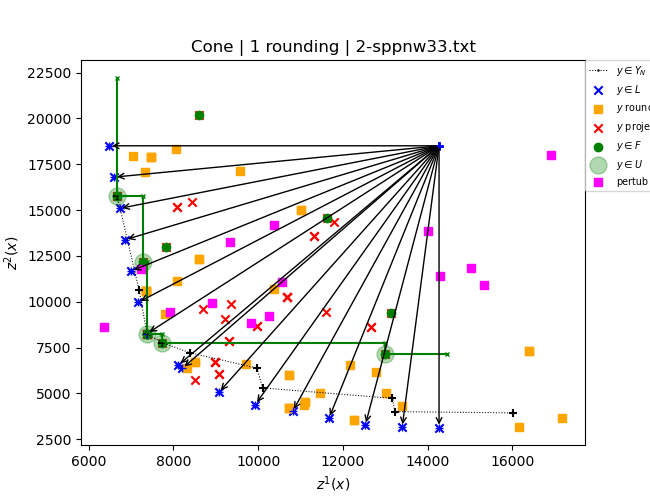 Cone | 1 rounding | 2-sppnw33.txt
22500
20000
17500
15000
12500
10000
7500
5000
2500
z²(x)
6000 8000 10000 12000 14000 16000
z¹(x)
y ∈ Y_N
y ∈ L
y roun
y proje
y ∈ F
y ∈ U
pertub